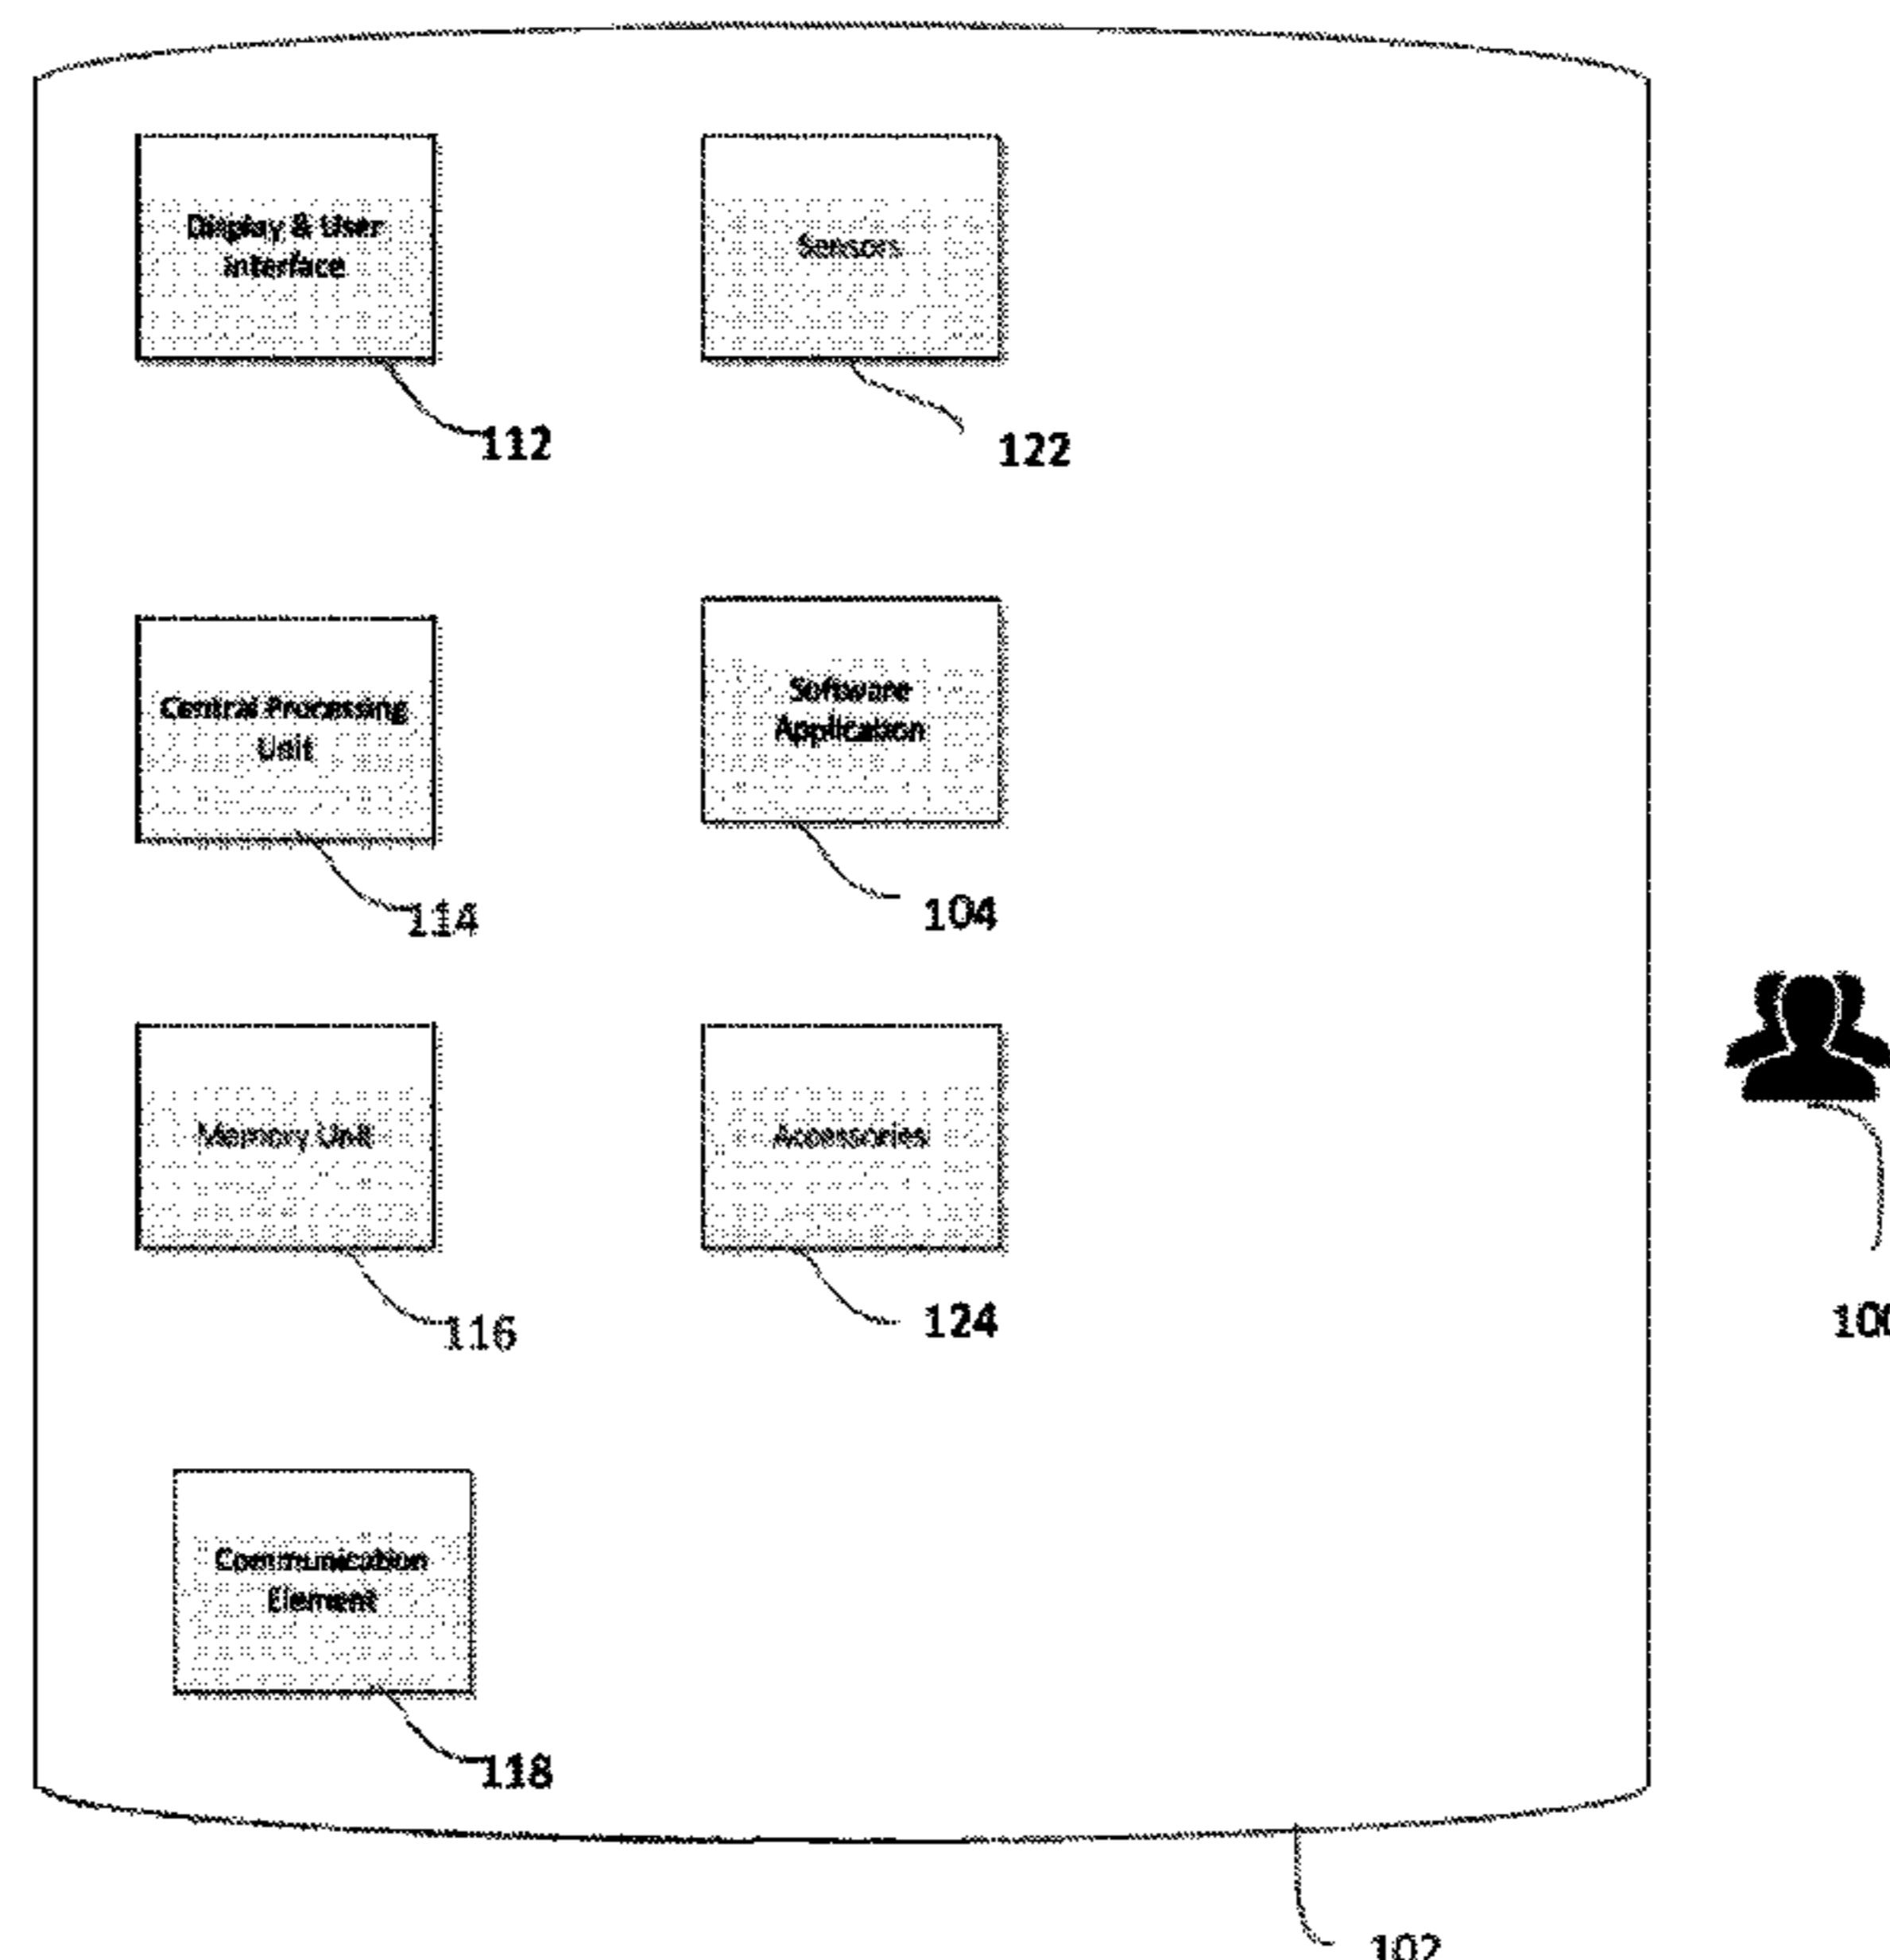 Display & User
interface
112
Sensors
122
Central Processing
Unit
114
Software
Application
104
Memory Unit
116
Accessories
124
Communication
Element
118
102